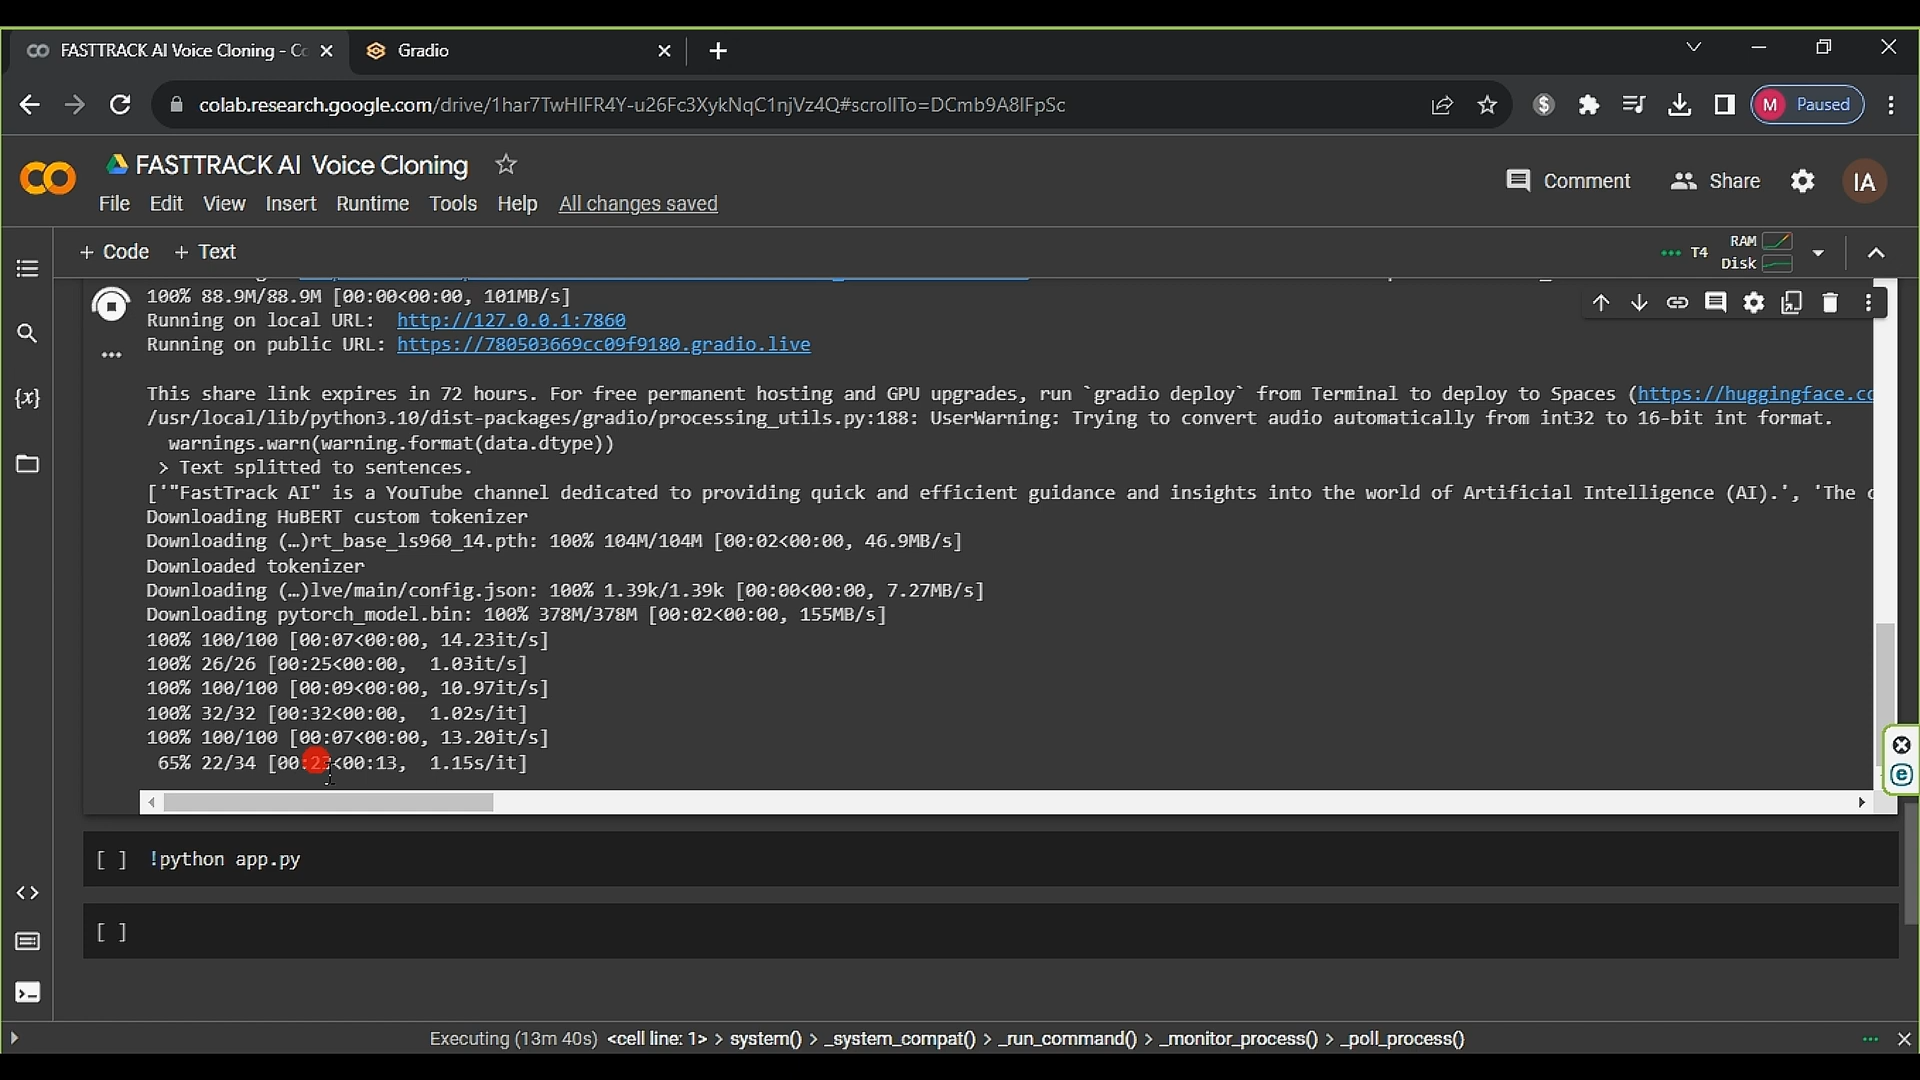 FASTTRACK AI Voice Cloning - Co
Gradio
colab.research.google.com/drive/1har7TwHIFR4Y-u26Fc3XykNqC1njVz4Q#scrollTo=DCmb9A8lFpSc
M Paused
FASTTRACK AI Voice Cloning
Comment
Share
IA
File Edit View Insert Runtime Tools Help All changes saved
+ Code + Text
T4
RAM
Disk
100% 88.9M/88.9M [00:00<00:00, 101MB/s]
Running on local URL: http://127.0.0.1:7860
Running on public URL: https://780503669cc09f9180.gradio.live
This share link expires in 72 hours. For free permanent hosting and GPU upgrades, run `gradio deploy` from Terminal to deploy to Spaces (https://huggingface.co
/usr/local/lib/python3.10/dist-packages/gradio/processing_utils.py:188: UserWarning: Trying to convert audio automatically from int32 to 16-bit int format.
warnings.warn(warning.format(data.dtype))
> Text splitted to sentences.
['"FastTrack AI" is a YouTube channel dedicated to providing quick and efficient guidance and insights into the world of Artificial Intelligence (AI).', 'The
Downloading HuBERT custom tokenizer
Downloading (…)rt_base_ls960_14.pth: 100% 104M/104M [00:02<00:00, 46.9MB/s]
Downloaded tokenizer
Downloading (…)lve/main/config.json: 100% 1.39k/1.39k [00:00<00:00, 7.27MB/s]
Downloading pytorch_model.bin: 100% 378M/378M [00:02<00:00, 155MB/s]
100% 100/100 [00:07<00:00, 14.23it/s]
100% 26/26 [00:25<00:00, 1.03it/s]
100% 100/100 [00:09<00:00, 10.97it/s]
100% 32/32 [00:32<00:00, 1.02s/it]
100% 100/100 [00:07<00:00, 13.20it/s]
65% 22/34 <00:13, 1.15s/it]
[ ] !python app.py
[ ]
Executing (13m 40s) <cell line: 1> > system() > _system_compat() > _run_command() > _monitor_process() > _poll_process()